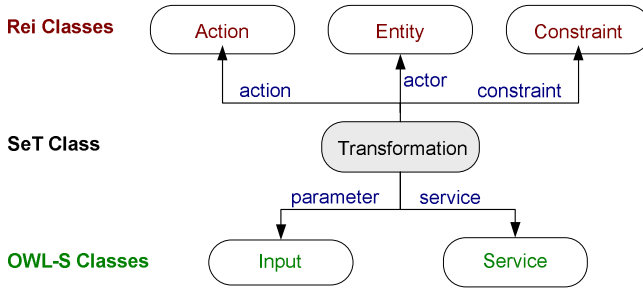 Rei Classes
Action
Entity
Constraint
action
actor
constraint
SeT Class
Transformation
parameter
service
OWL-S Classes
Input
Service